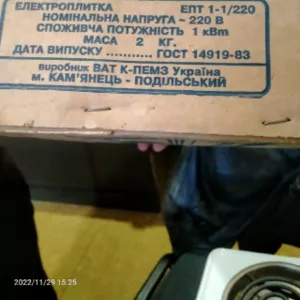 ЕЛЕКТРОПЛИТКА ЕПТ 1-1/220
НОМІНАЛЬНА НАПРУГА ~ 220 В
СПОЖИВЧА ПОТУЖНІСТЬ 1 кВт
МАСА 2 КГ.
ДАТА ВИПУСКУ ........... ГОСТ 14919-83
виробник ВАТ К-ПЕМЗ Україна
м. КАМ'ЯНЕЦЬ - ПОДІЛЬСЬКИЙ
2022/11/29 15:25